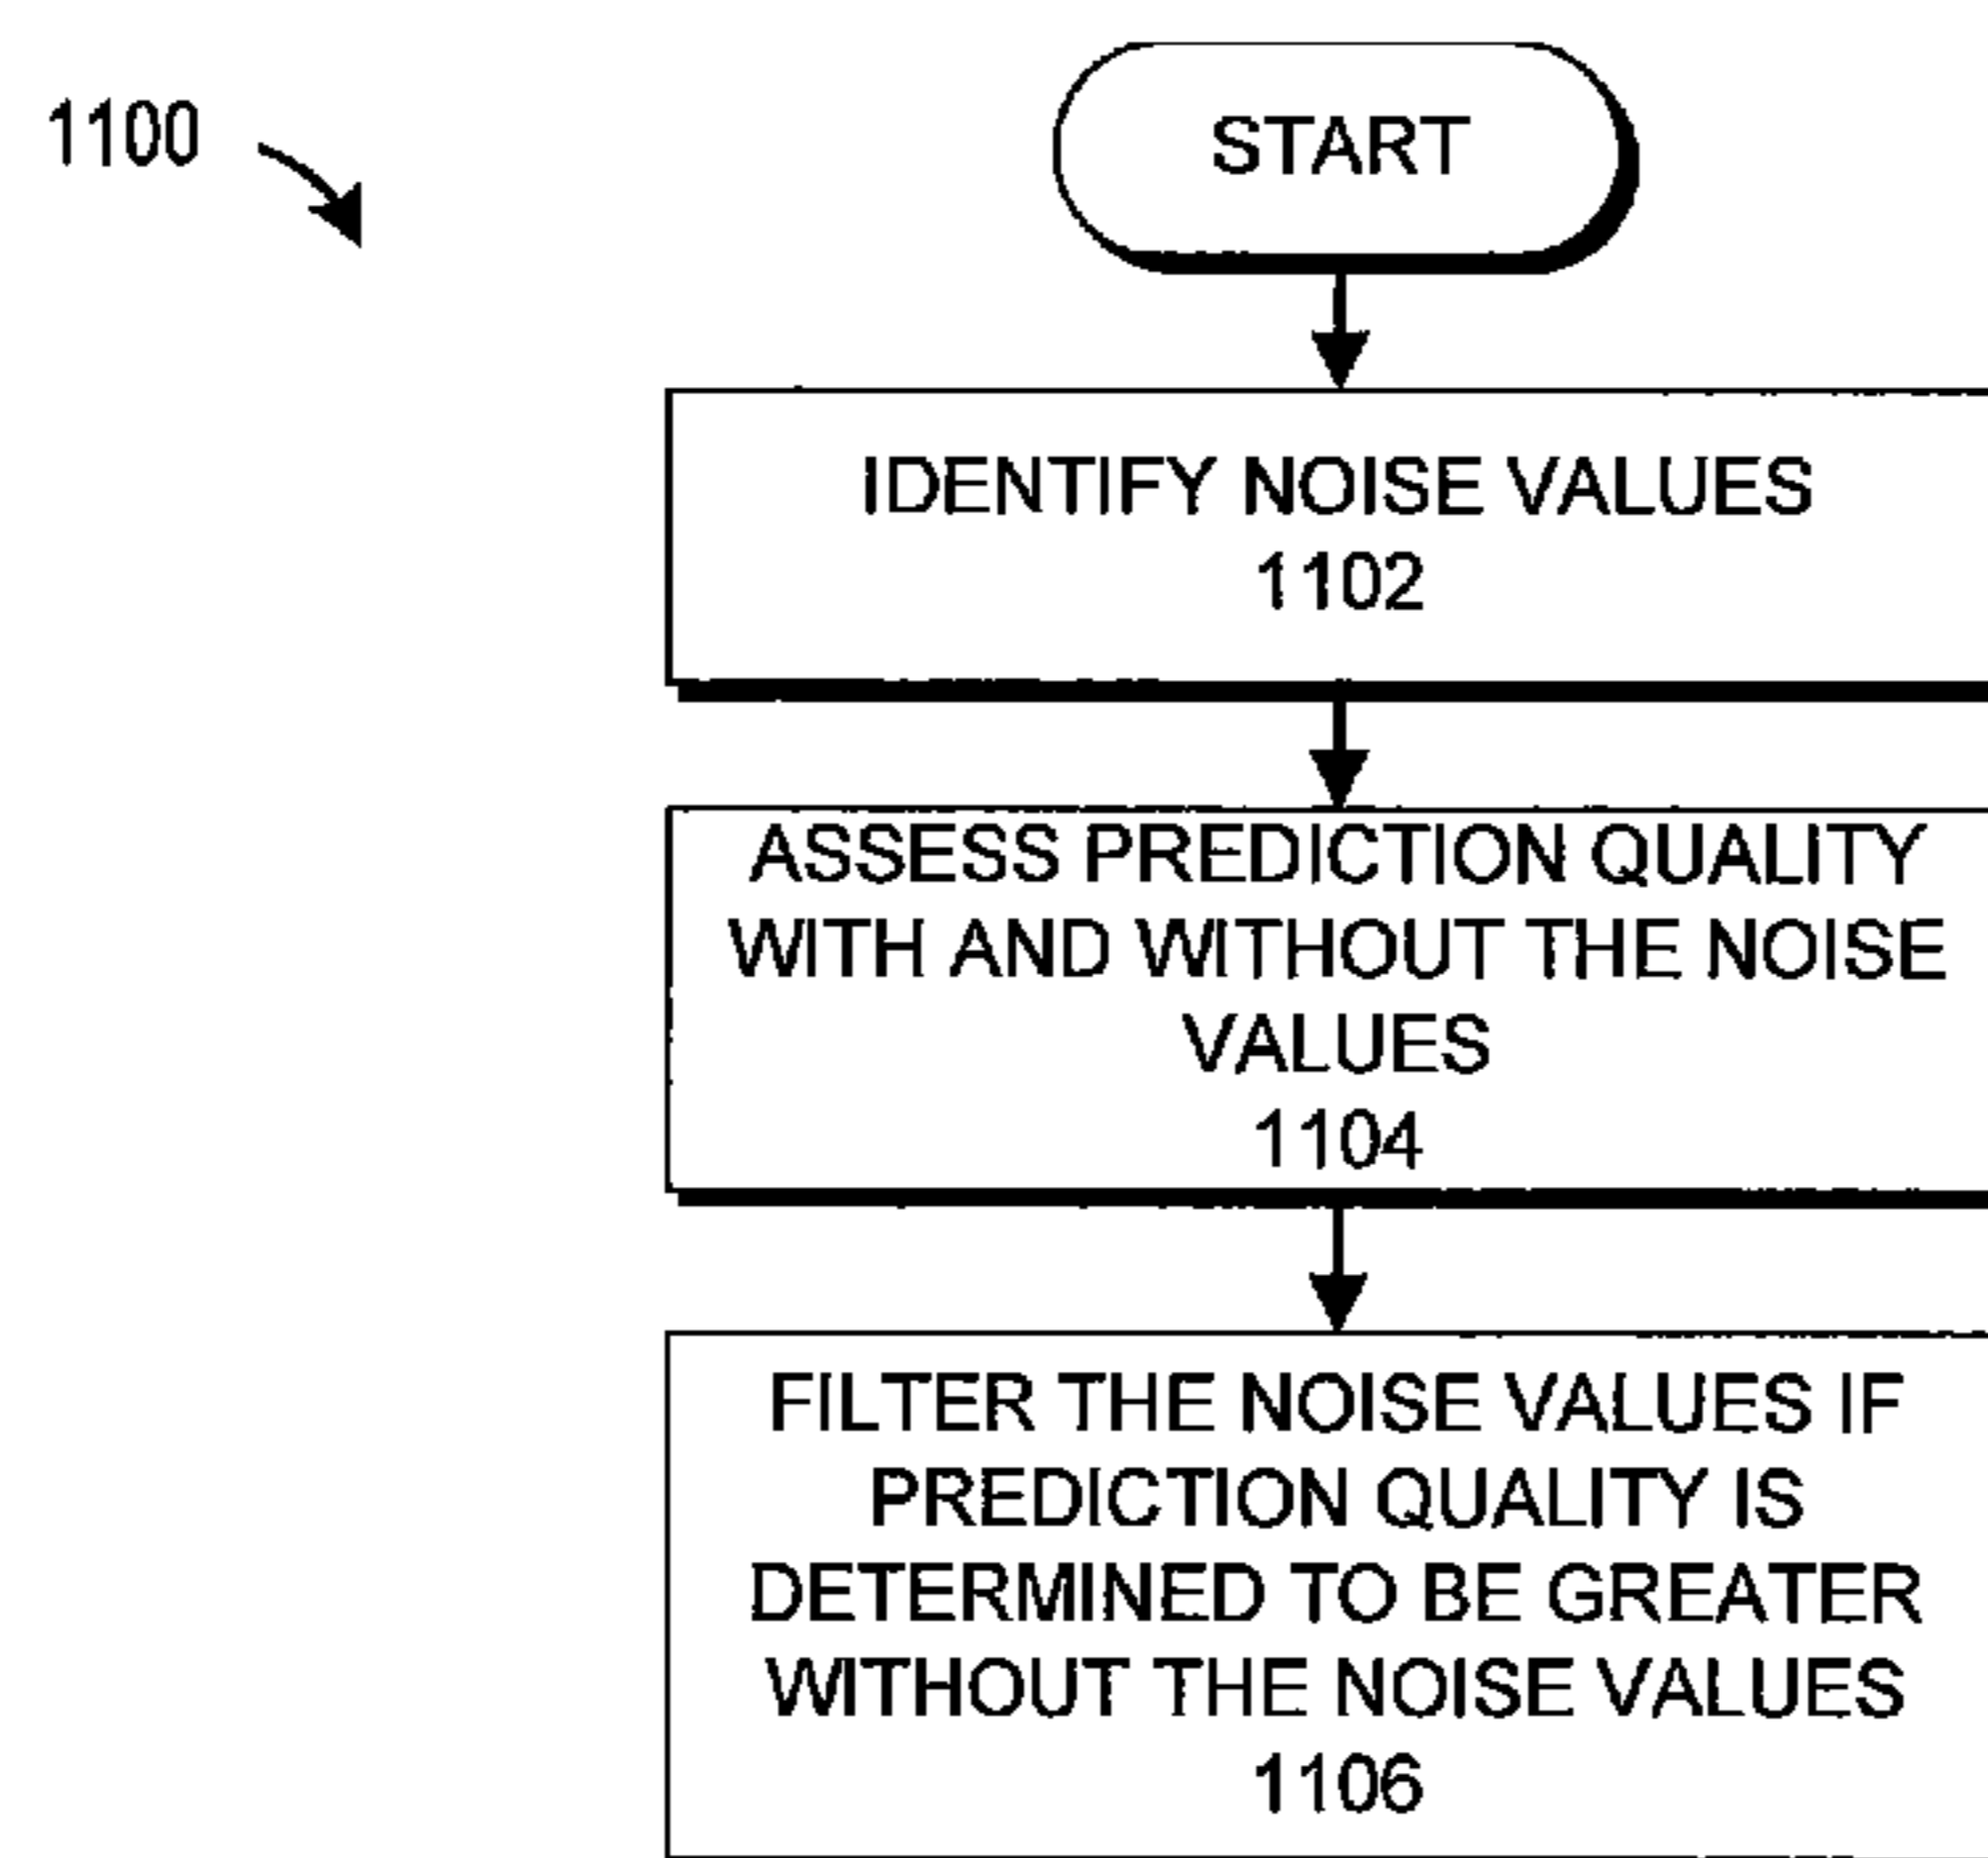 1100
START
IDENTIFY NOISE VALUES
1102
ASSESS PREDICTION QUALITY
WITH AND WITHOUT THE NOISE
VALUES
1104
FILTER THE NOISE VALUES IF
PREDICTION QUALITY IS
DETERMINED TO BE GREATER
WITHOUT THE NOISE VALUES
1106